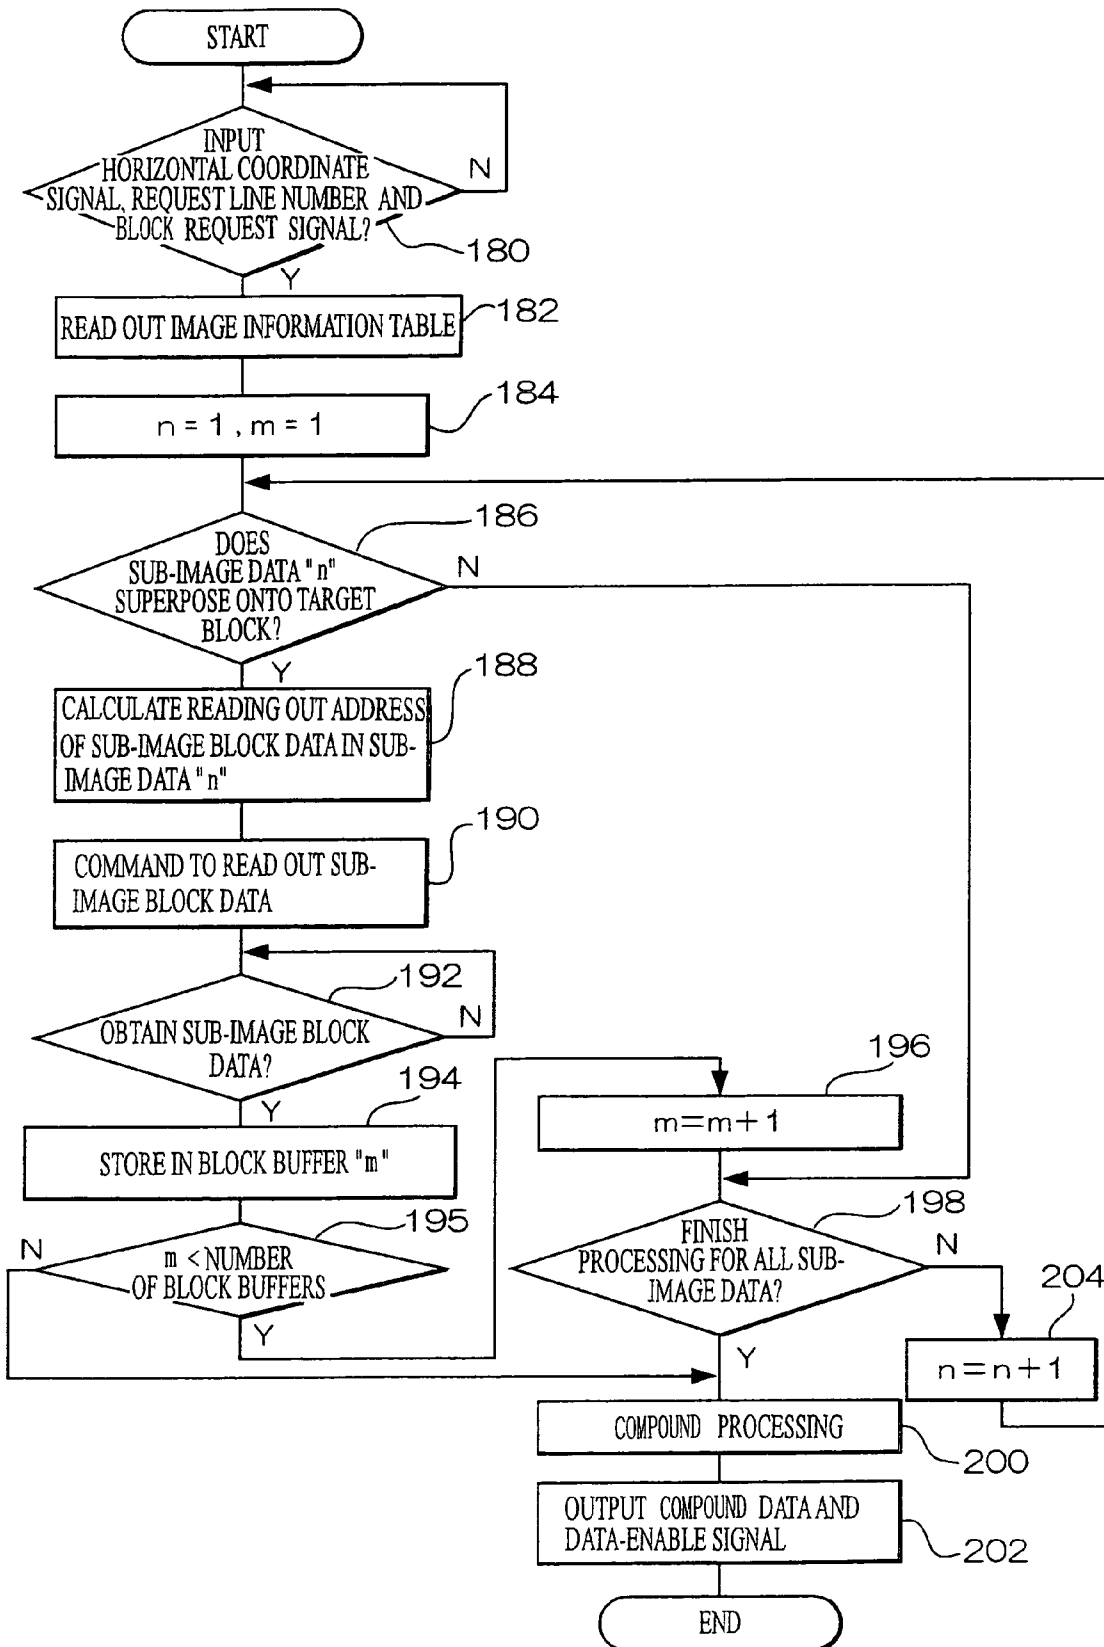 START
INPUT
HORIZONTAL COORDINATE
SIGNAL, REQUEST LINE NUMBER AND
BLOCK REQUEST SIGNAL?
N
180
Y
READ OUT IMAGE INFORMATION TABLE
182
n = 1 , m = 1
184
DOES
SUB-IMAGE DATA "n"
SUPERPOSE ONTO TARGET
BLOCK?
186
N
Y
CALCULATE READING OUT ADDRESS
OF SUB-IMAGE BLOCK DATA IN SUB-
IMAGE DATA "n"
188
COMMAND TO READ OUT SUB-
IMAGE BLOCK DATA
190
OBTAIN SUB-IMAGE BLOCK
DATA?
192
N
Y
STORE IN BLOCK BUFFER "m"
194
m < NUMBER
OF BLOCK BUFFERS
195
N
Y
m=m+1
196
FINISH
PROCESSING FOR ALL SUB-
IMAGE DATA?
198
N
Y
n=n+1
204
COMPOUND PROCESSING
200
OUTPUT COMPOUND DATA AND
DATA-ENABLE SIGNAL
202
END